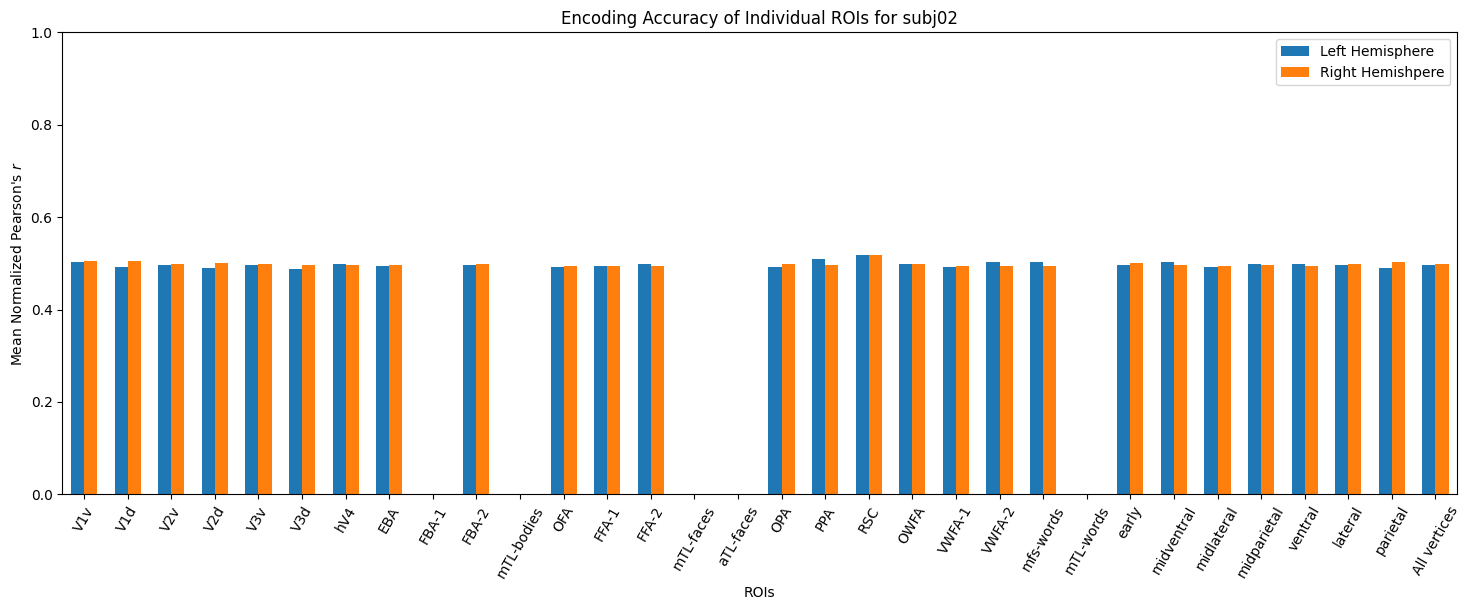 Encoding Accuracy of Individual ROIs for subj02
Left Hemisphere
Right Hemishpere
Mean Normalized Pearson's r
1.0
0.8
0.6
0.4
0.2
0.0
V1v
V1d
V2v
V2d
V3v
V3d
hV4
EBA
FBA-1
FBA-2
mTL-bodies
OFA
FFA-1
FFA-2
mTL-faces
aTL-faces
OPA
PPA
RSC
OWFA
VWFA-1
VWFA-2
mfs-words
mTL-words
early
midventral
midlateral
midparietal
ventral
lateral
parietal
All vertices
ROIs